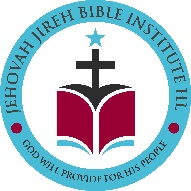 JEHOVAH JIREH BIBLE INSTITUTE III.
GOD WILL PROVIDE FOR HIS PEOPLE